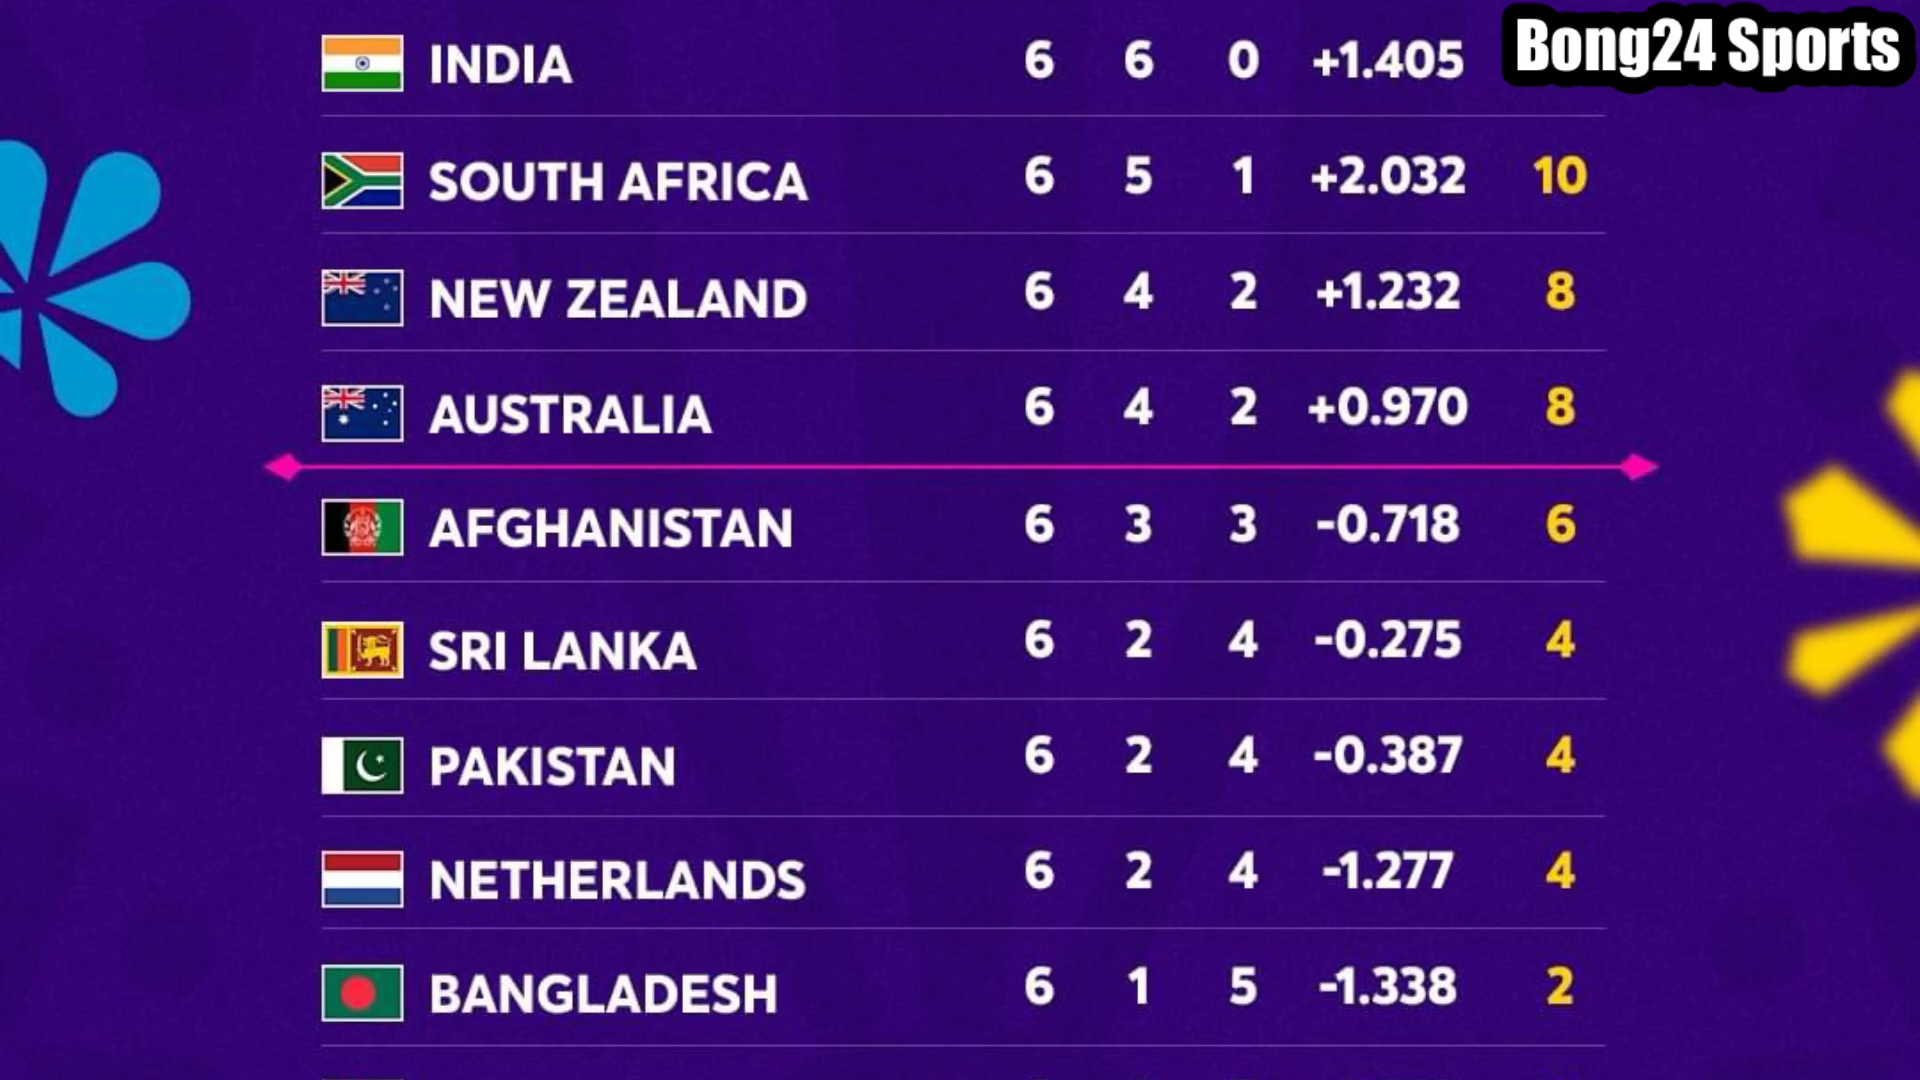 Bong24 Sports
INDIA 6 6 0 +1.405
SOUTH AFRICA 6 5 1 +2.032 10
NEW ZEALAND 6 4 2 +1.232 8
AUSTRALIA 6 4 2 +0.970 8
AFGHANISTAN 6 3 3 -0.718 6
SRI LANKA 6 2 4 -0.275 4
PAKISTAN 6 2 4 -0.387 4
NETHERLANDS 6 2 4 -1.277 4
BANGLADESH 6 1 5 -1.338 2